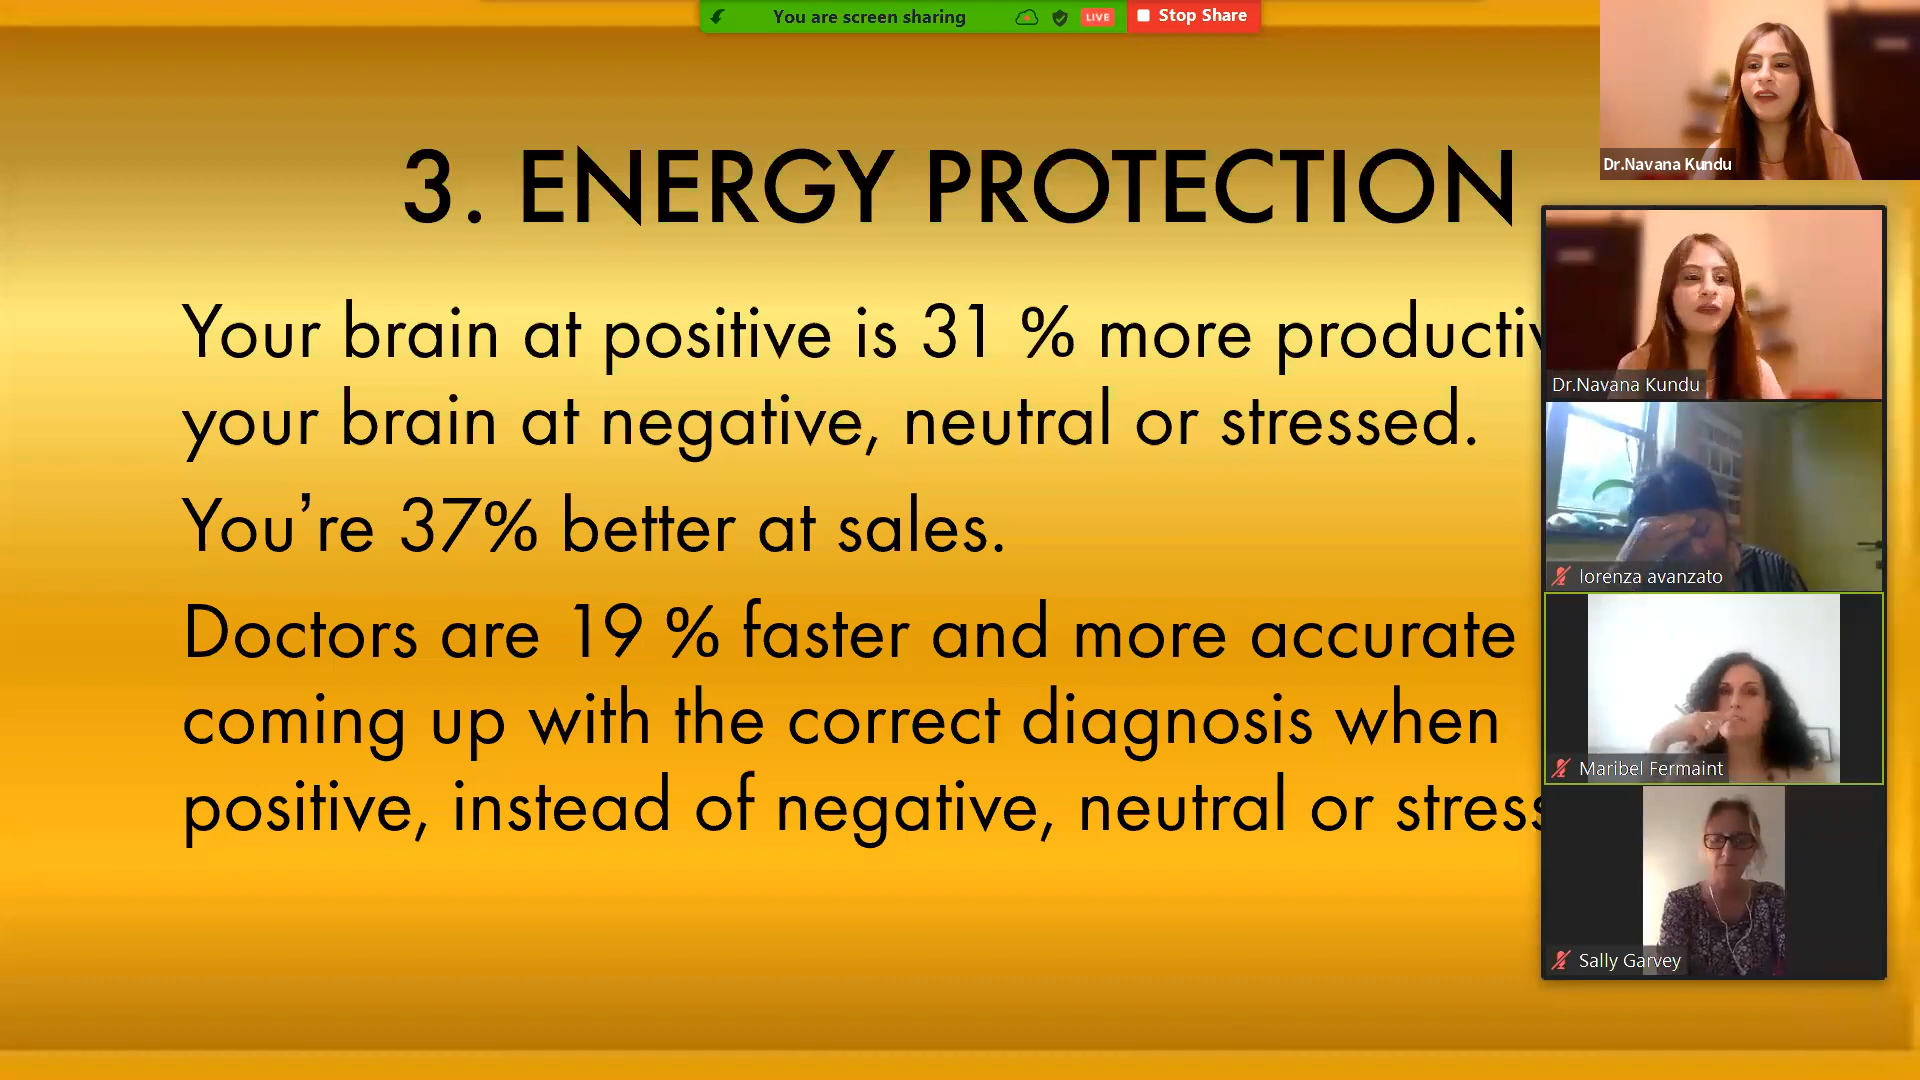 You are screen sharing
LIVE
Stop Share
3. ENERGY PROTECTION
Your brain at positive is 31 % more
your brain at negative, neutral or stressed.
You’re 37% better at sales.
Doctors are 19 % faster and more accurate
coming up with the correct diagnosis when
positive, instead of negative, neutral or
Dr.Navana Kundu
Dr.Navana Kundu
lorenza avanzato
Maribel Fermaint
Sally Garvey